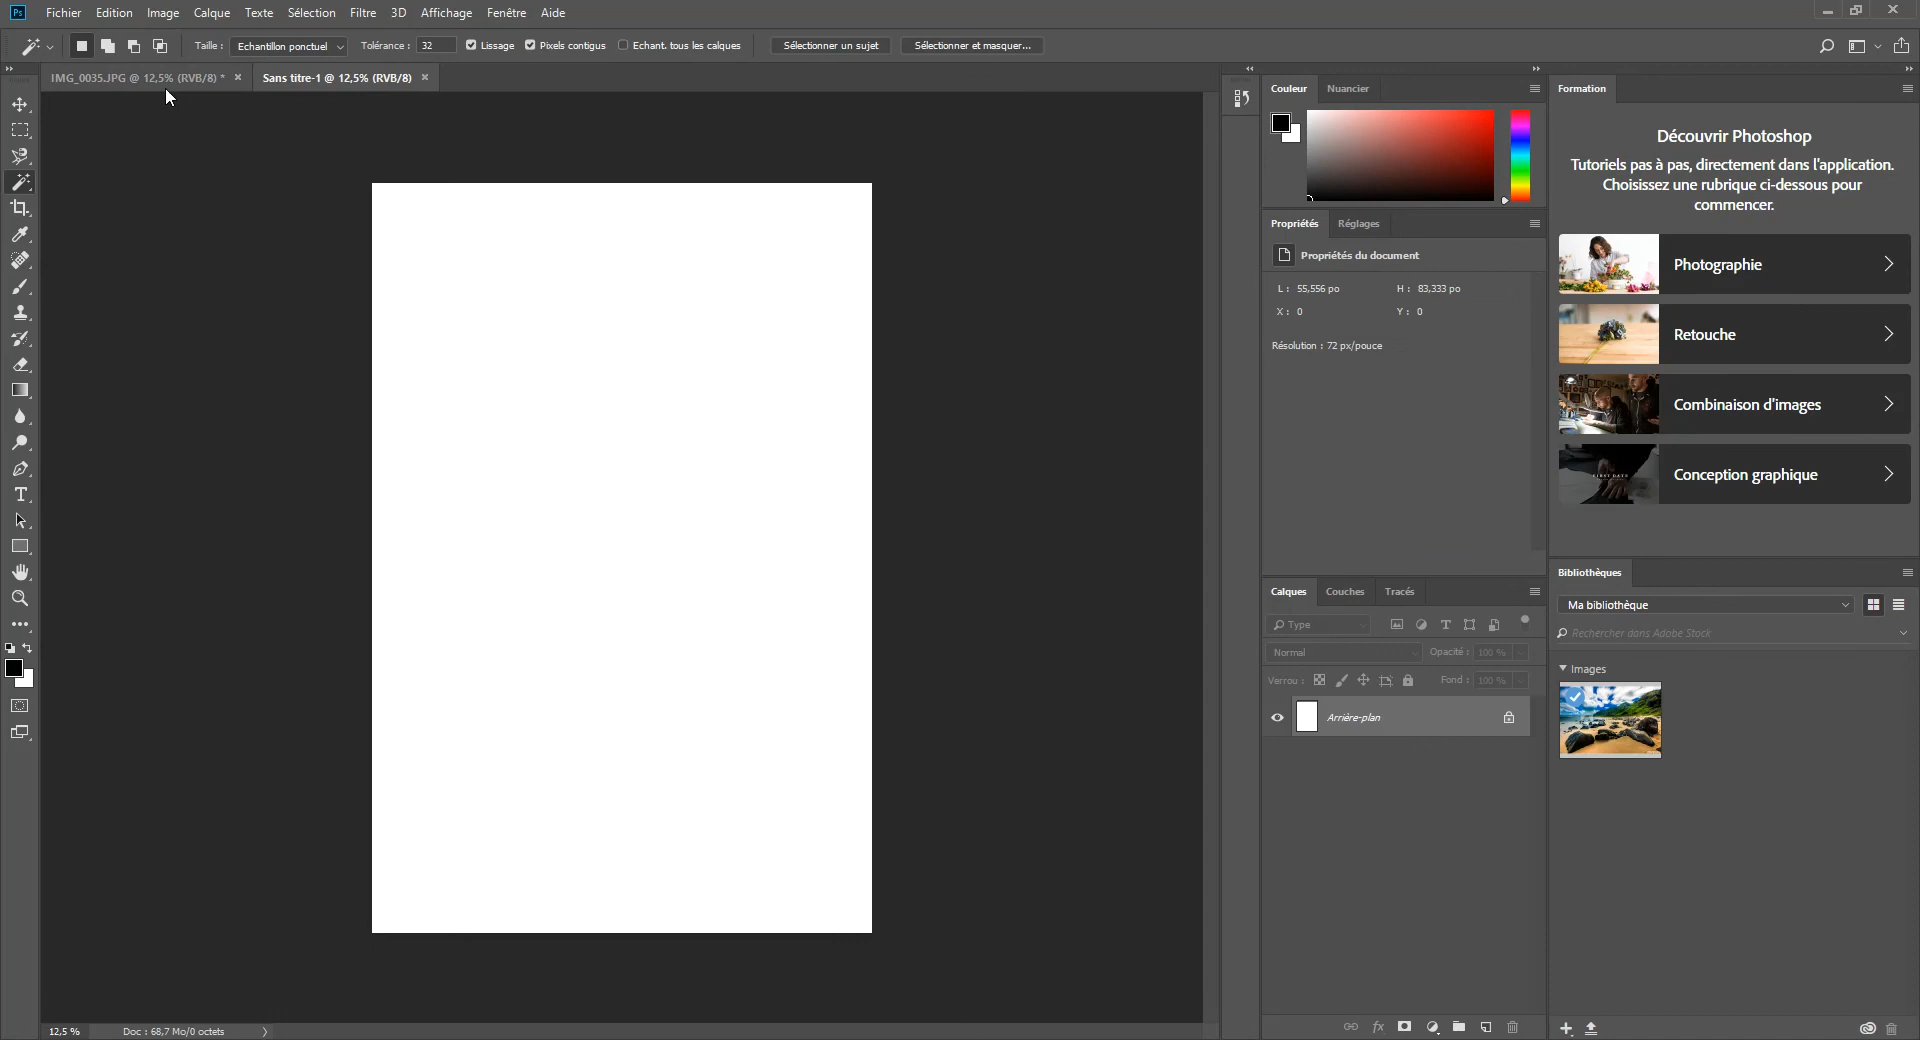 Ps Fichier Edition Image Calque Texte Sélection Filtre 3D Affichage Fenêtre Aide
Taille : Echantillon ponctuel Tolérance : 32 Lissage Pixels contigus Echant. tous les calques Sélectionner un sujet Sélectionner et masquer...
IMG_0035.JPG @ 12,5% (RVB/8) * Sans titre-1 @ 12,5% (RVB/8)
Couleur Nuancier
Propriétés Réglages
Propriétés du document
L : 55,556 po H : 83,333 po
X : 0 Y : 0
Résolution : 72 px/pouce
Calques Couches Tracés
Type
Normal Opacité : 100 %
Verrou : Fond : 100 %
Arrière-plan
fx
Formation
Découvrir Photoshop
Tutoriels pas à pas, directement dans l'application.
Choisissez une rubrique ci-dessous pour
commencer.
Photographie
Retouche
Combinaison d'images
FIRST DATE
Conception graphique
Bibliothèques
Ma bibliothèque
Rechercher dans Adobe Stock
Images
12,5 % Doc : 68,7 Mo/0 octets